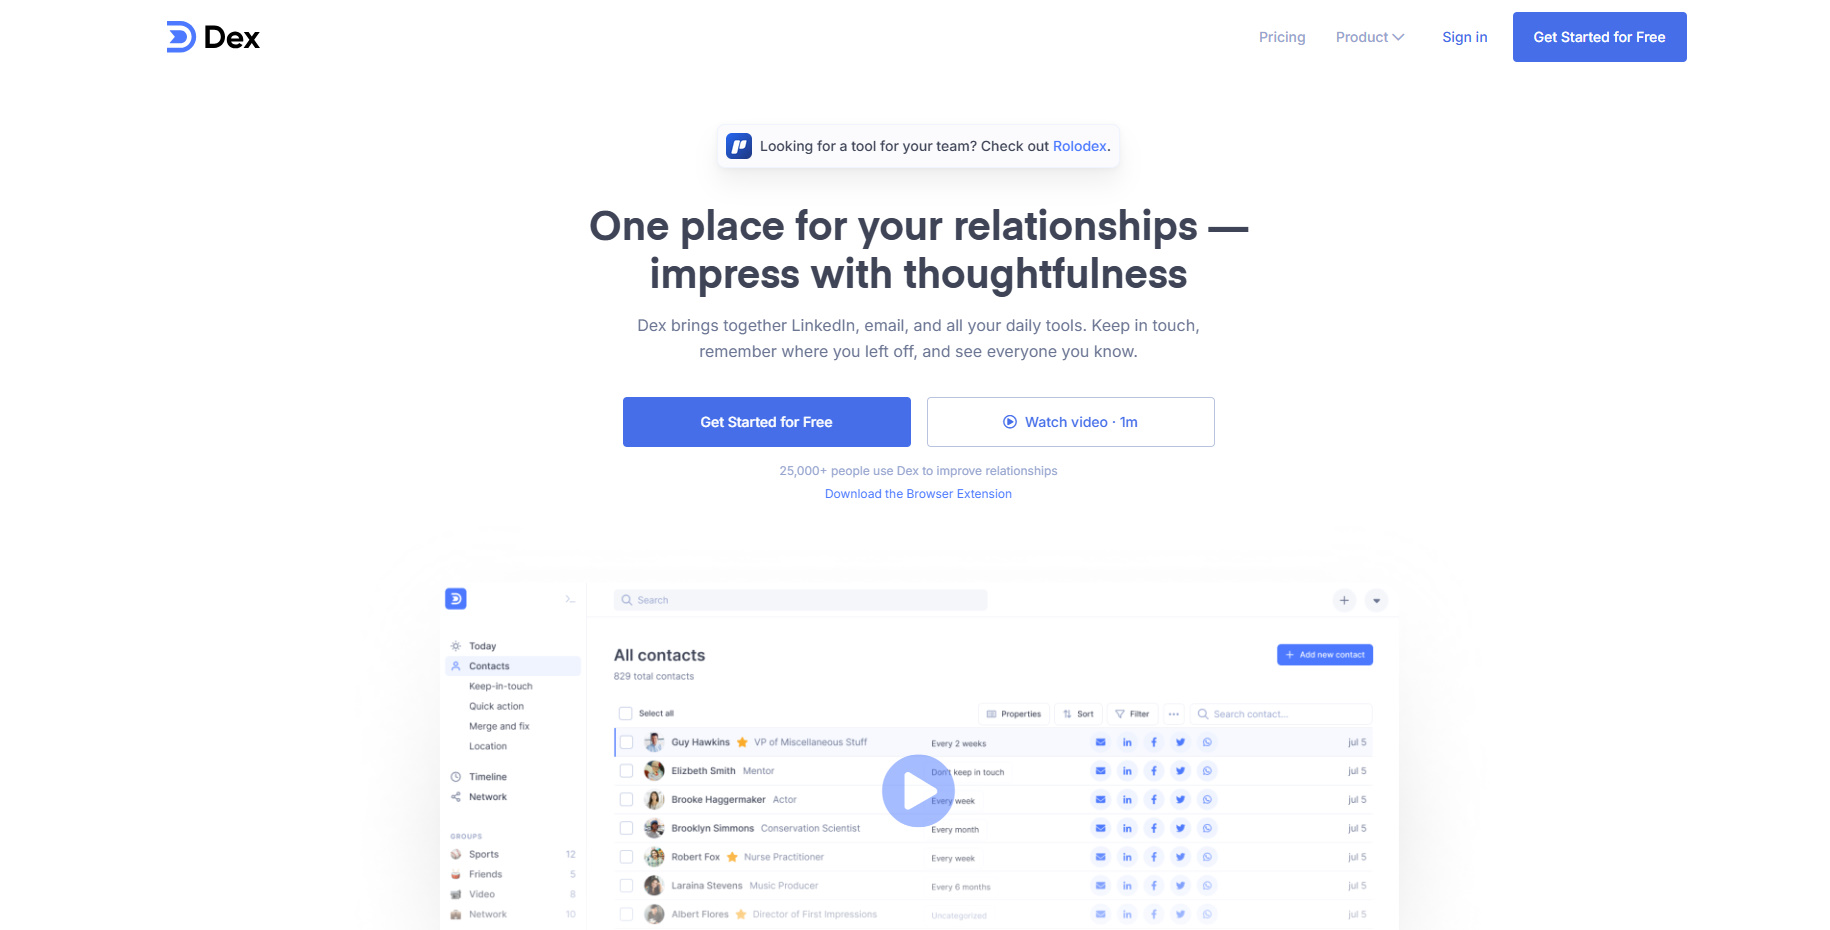 Dex
Pricing
Product
Sign in
Get Started for Free
Looking for a tool for your team? Check out Rolodex.
One place for your relationships —
impress with thoughtfulness
Dex brings together LinkedIn, email, and all your daily tools. Keep in touch,
remember where you left off, and see everyone you know.
Get Started for Free
Watch video · 1m
25,000+ people use Dex to improve relationships
Download the Browser Extension
Search
Today
Contacts
Keep-in-touch
Quick action
Merge and fix
Location
Timeline
Network
GROUPS
Sports 12
Friends 5
Video 8
Network 10
All contacts
+ Add new contact
829 total contacts
Select all
Properties
Sort
Filter
Search contact...
Guy Hawkins VP of Miscellaneous Stuff Every 2 weeks jul 5
Elizbeth Smith Mentor Don't keep in touch jul 5
Brooke Haggermaker Actor Every week jul 5
Brooklyn Simmons Conservation Scientist Every month jul 5
Robert Fox Nurse Practitioner Every week jul 5
Laraina Stevens Music Producer Every 6 months jul 5
Albert Flores Director of First Impressions Uncategorized jul 5